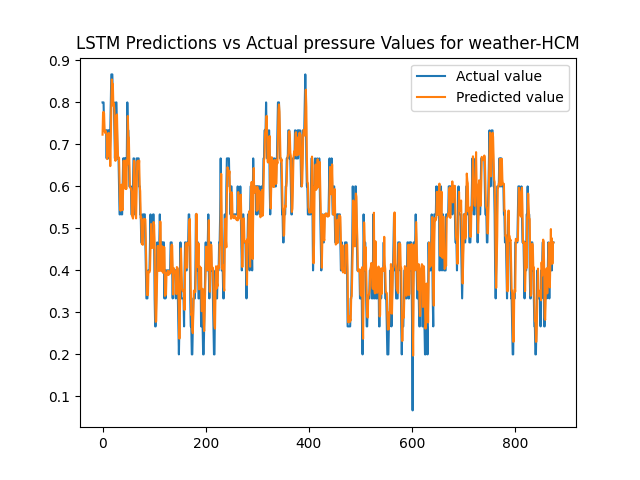 LSTM Predictions vs Actual pressure Values for weather-HCM
Actual value
Predicted value
0.9
0.8
0.7
0.6
0.5
0.4
0.3
0.2
0.1
0 200 400 600 800